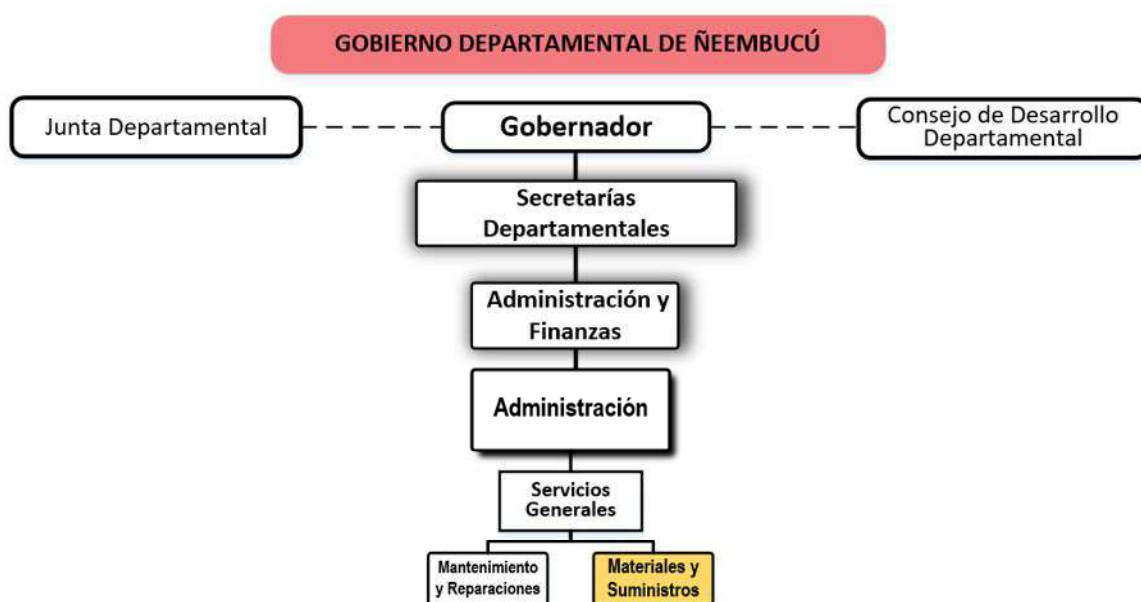 GOBIERNO DEPARTAMENTAL DE ÑEEMBUCÚ
Junta Departamental
Gobernador
Consejo de Desarrollo
Departamental
Secretarías
Departamentales
Administración y
Finanzas
Administración
Servicios
Generales
Mantenimiento
y Reparaciones
Materiales y
Suministros